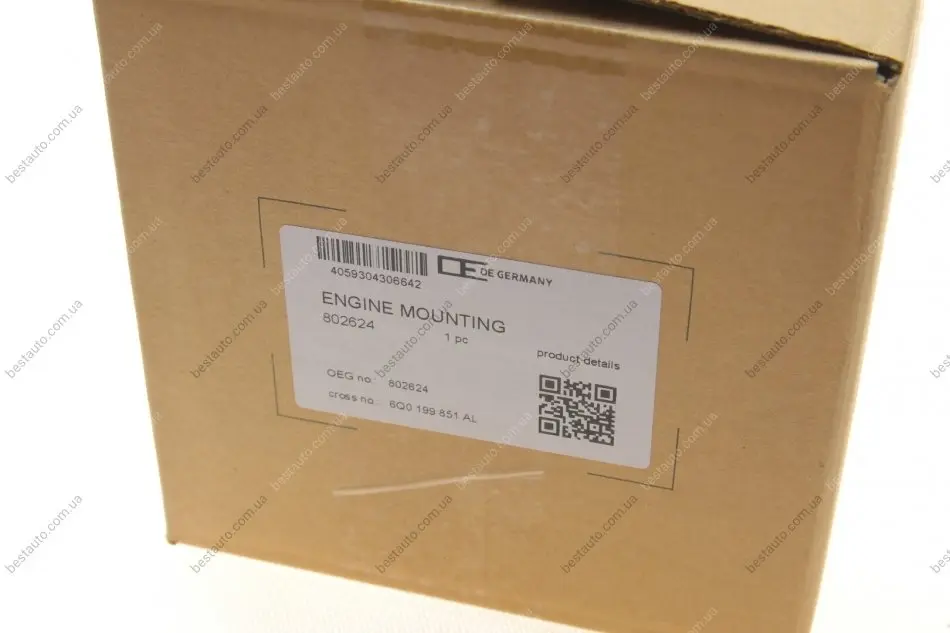 4059304306642
OE DE GERMANY
ENGINE MOUNTING
802624
1 pc
product details
OEG no.: 802624
cross no.: 6Q0 199 851 AL
bestauto.com.ua